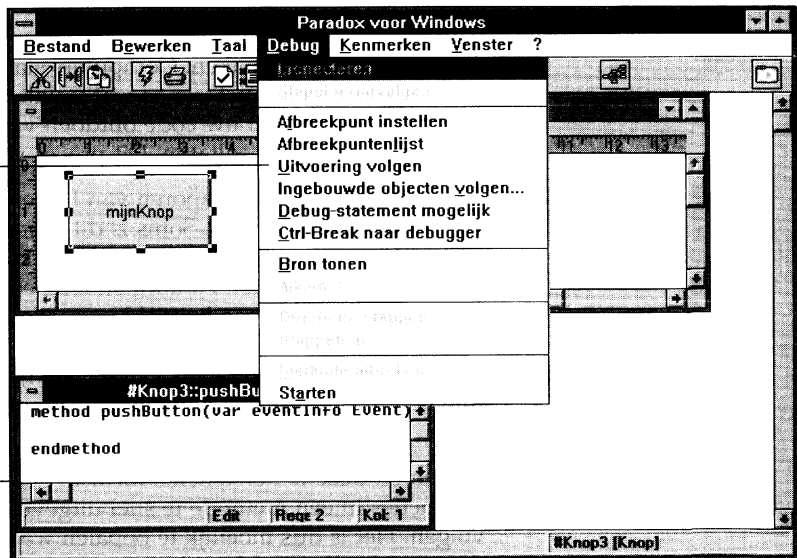 Paradox voor Windows
Bestand Bewerken Taal Debug Kenmerken Venster ?
Inspecteren
Afbreekpunt instellen
Afbreekpuntenlijst
Uitvoering volgen
Ingebouwde objecten volgen...
Debug-statement mogelijk
Ctrl-Break naar debugger
Bron tonen
Starten
mijnKnop
#Knop3::pushBu
method pushButton(var eventInfo Event)
endmethod
Edit Rege 2 Kol: 1
#Knop3 [Knop]